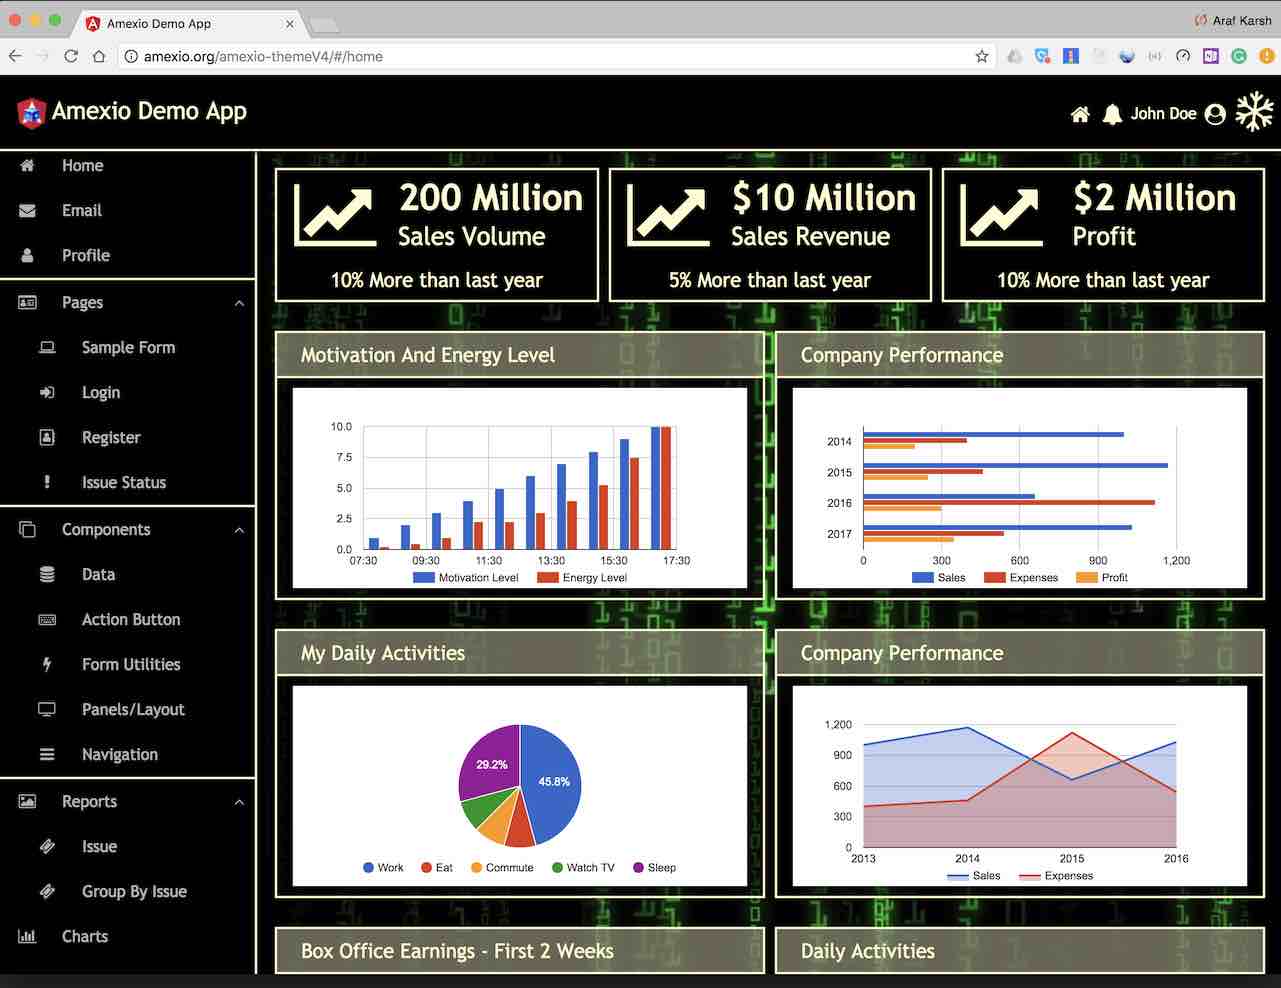 Amexio Demo App
Araf Karsh
amexio.org/amexio-themeV4/#/home
Amexio Demo App
John Doe
Home
Email
Profile
Pages
Sample Form
Login
Register
Issue Status
Components
Data
Action Button
Form Utilities
Panels/Layout
Navigation
Reports
Issue
Group By Issue
Charts
200 Million
Sales Volume
10% More than last year
$10 Million
Sales Revenue
5% More than last year
$2 Million
Profit
10% More than last year
Motivation And Energy Level
10.0
7.5
5.0
2.5
0.0
07:30 09:30 11:30 13:30 15:30 17:30
Motivation Level Energy Level
Company Performance
2014
2015
2016
2017
0 300 600 900 1,200
Sales Expenses Profit
My Daily Activities
29.2%
45.8%
Work Eat Commute Watch TV Sleep
Company Performance
1,200
900
600
300
0
2013 2014 2015 2016
Sales Expenses
Box Office Earnings - First 2 Weeks
Daily Activities